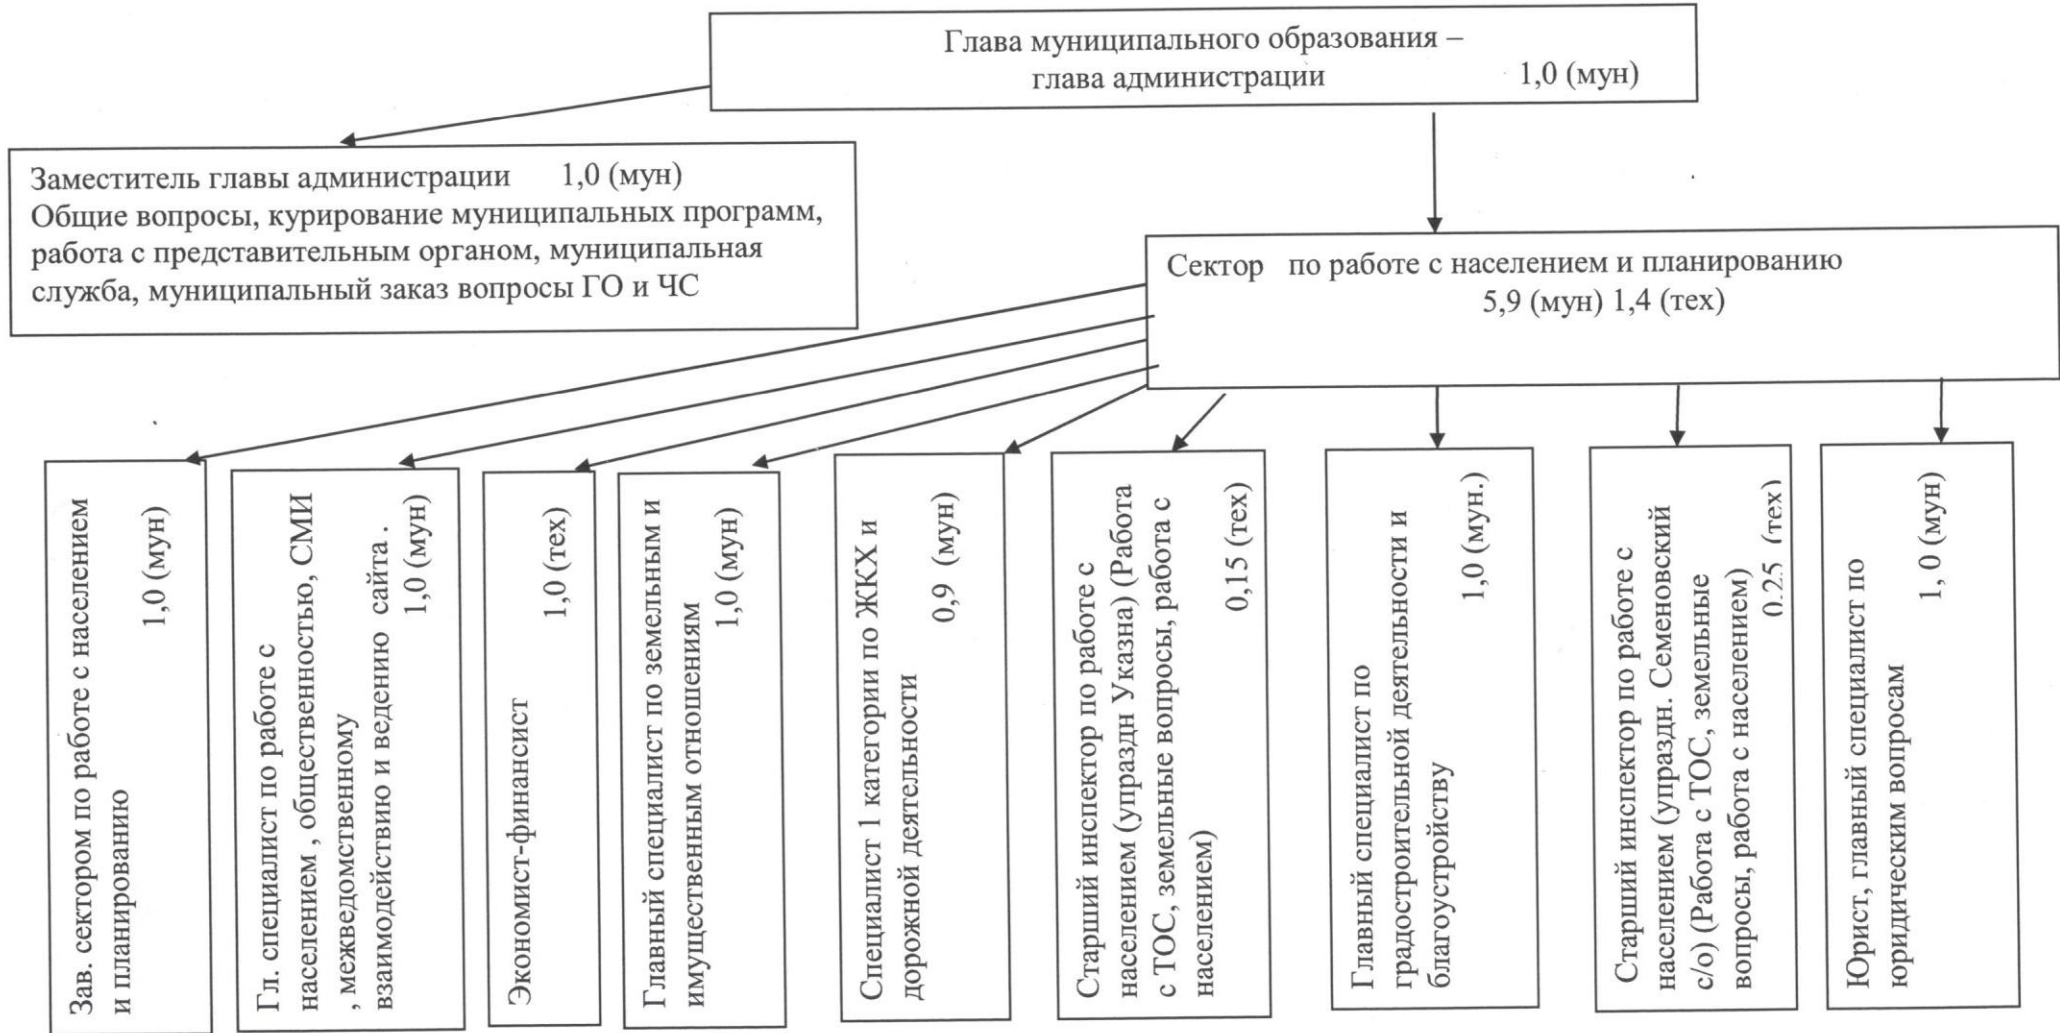 Глава муниципального образования –
глава администрации 1,0 (мун)
Заместитель главы администрации 1,0 (мун)
Общие вопросы, курирование муниципальных программ,
работа с представительным органом, муниципальная
служба, муниципальный заказ вопросы ГО и ЧС
Сектор по работе с населением и планированию
5,9 (мун) 1,4 (тех)
Зав. сектором по работе с населением
и планированию
1,0 (мун)
Гл. специалист по работе с
населением , общественностью, СМИ
, межведомственному
взаимодействию и ведению сайта .
1,0 (мун)
Экономист-финансист
1,0 (тех)
Главный специалист по земельным и
имущественным отношениям
1,0 (мун)
Специалист 1 категории по ЖКХ и
дорожной деятельности
0,9 (мун)
Старший инспектор по работе с
населением (упраздн Указна) (Работа
с ТОС, земельные вопросы, работа с
населением)
0,15 (тех)
Главный специалист по
градостроительной деятельности и
благоустройству
1,0 (мун.)
Старший инспектор по работе с
населением (упраздн. Семеновский
с/о) (Работа с ТОС, земельные
вопросы, работа с населением)
0,25 (тех)
Юрист, главный специалист по
юридическим вопросам
1, 0 (мун)